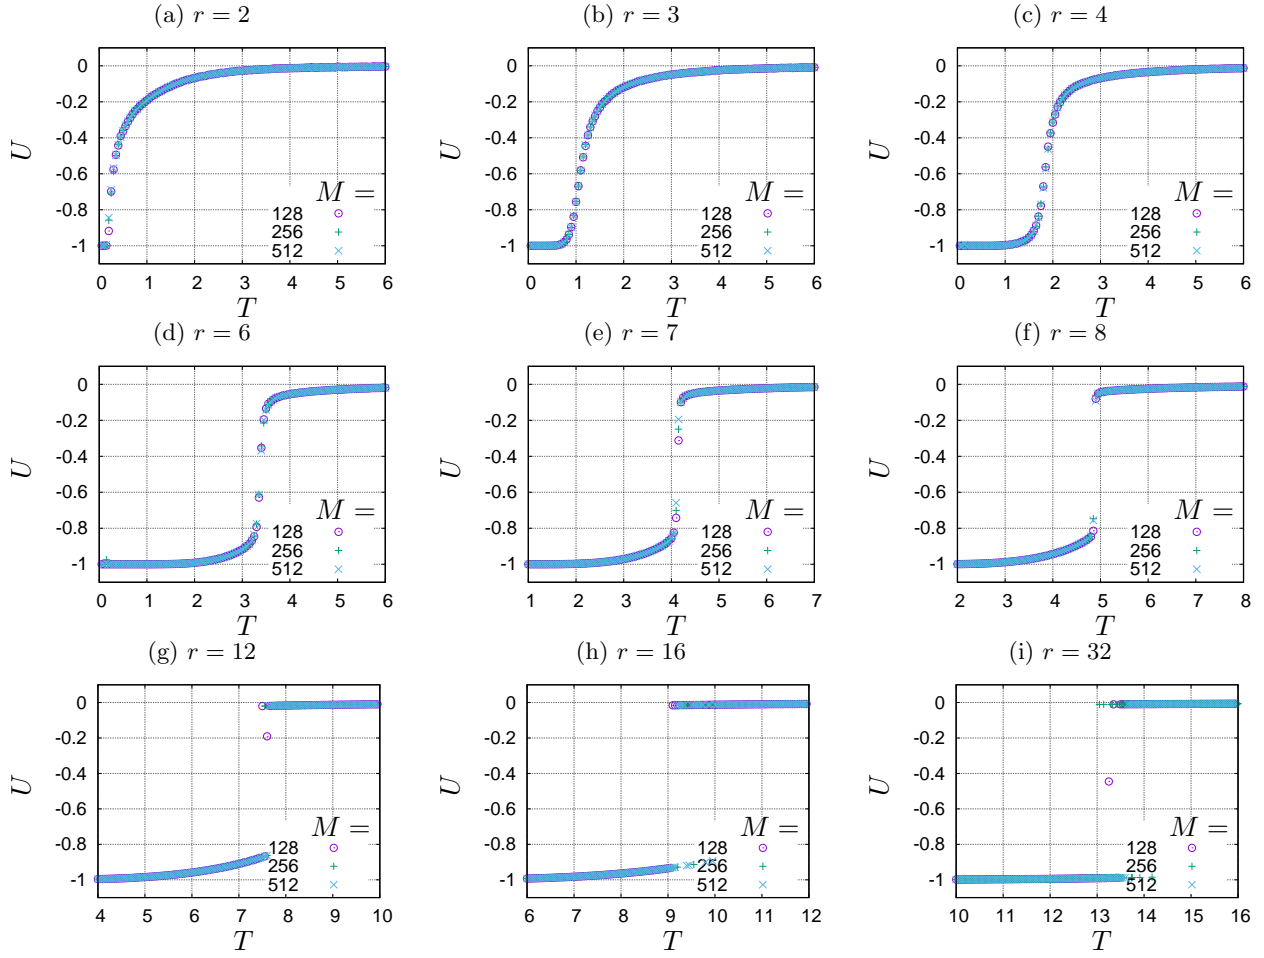 (a) r = 2
0
-0.2
-0.4
-0.6
-0.8
-1
U
M =
128
256
512
0 1 2 3 4 5 6
T
(b) r = 3
0
-0.2
-0.4
-0.6
-0.8
-1
U
M =
128
256
512
0 1 2 3 4 5 6
T
(c) r = 4
0
-0.2
-0.4
-0.6
-0.8
-1
U
M =
128
256
512
0 1 2 3 4 5 6
T
(d) r = 6
0
-0.2
-0.4
-0.6
-0.8
-1
U
M =
128
256
512
0 1 2 3 4 5 6
T
(e) r = 7
0
-0.2
-0.4
-0.6
-0.8
-1
U
M =
128
256
512
1 2 3 4 5 6 7
T
(f) r = 8
0
-0.2
-0.4
-0.6
-0.8
-1
U
M =
128
256
512
2 3 4 5 6 7 8
T
(g) r = 12
0
-0.2
-0.4
-0.6
-0.8
-1
U
M =
128
256
512
4 5 6 7 8 9 10
T
(h) r = 16
0
-0.2
-0.4
-0.6
-0.8
-1
U
M =
128
256
512
6 7 8 9 10 11 12
T
(i) r = 32
0
-0.2
-0.4
-0.6
-0.8
-1
U
M =
128
256
512
10 11 12 13 14 15 16
T